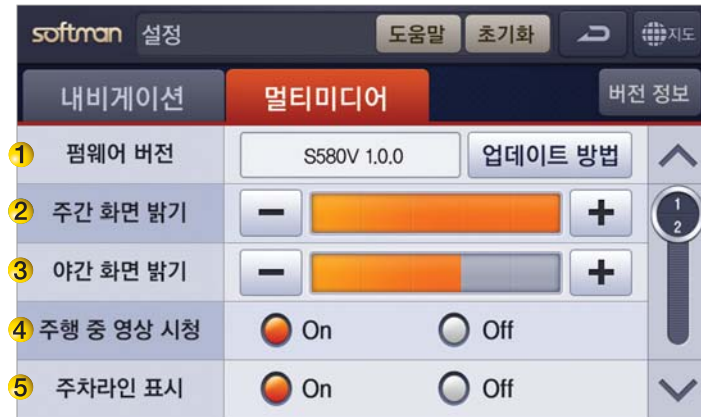 softman 설정 도움말 초기화 지도
내비게이션 멀티미디어 버전 정보
1 펌웨어 버전 S580V 1.0.0 업데이트 방법
2 주간 화면 밝기 − + 1
2
3 야간 화면 밝기 − +
4 주행 중 영상 시청 On Off
5 주차라인 표시 On Off